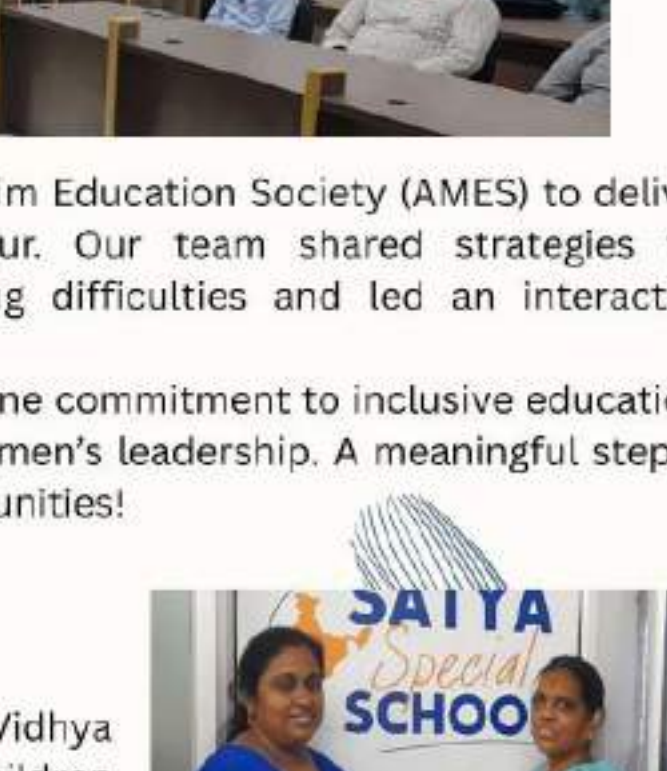 im Education Society (AMES) to deliv
ur. Our team shared strategies
g difficulties and led an interact
ne commitment to inclusive educati
men's leadership. A meaningful step
unities!
SATYA
Special
SCHOO
Vidhya